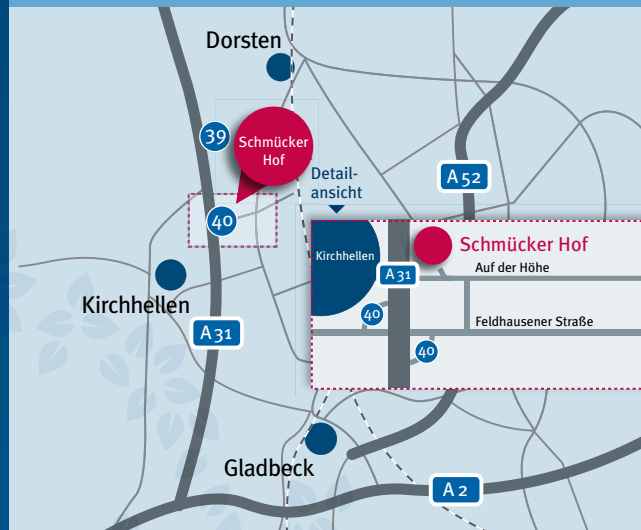 Dorsten
39
Schmücker
Hof
Detail-
ansicht
A 52
40
Kirchhellen
Schmücker Hof
A 31
Auf der Höhe
Kirchhellen
40
Feldhausener Straße
A 31
40
Gladbeck
A 2